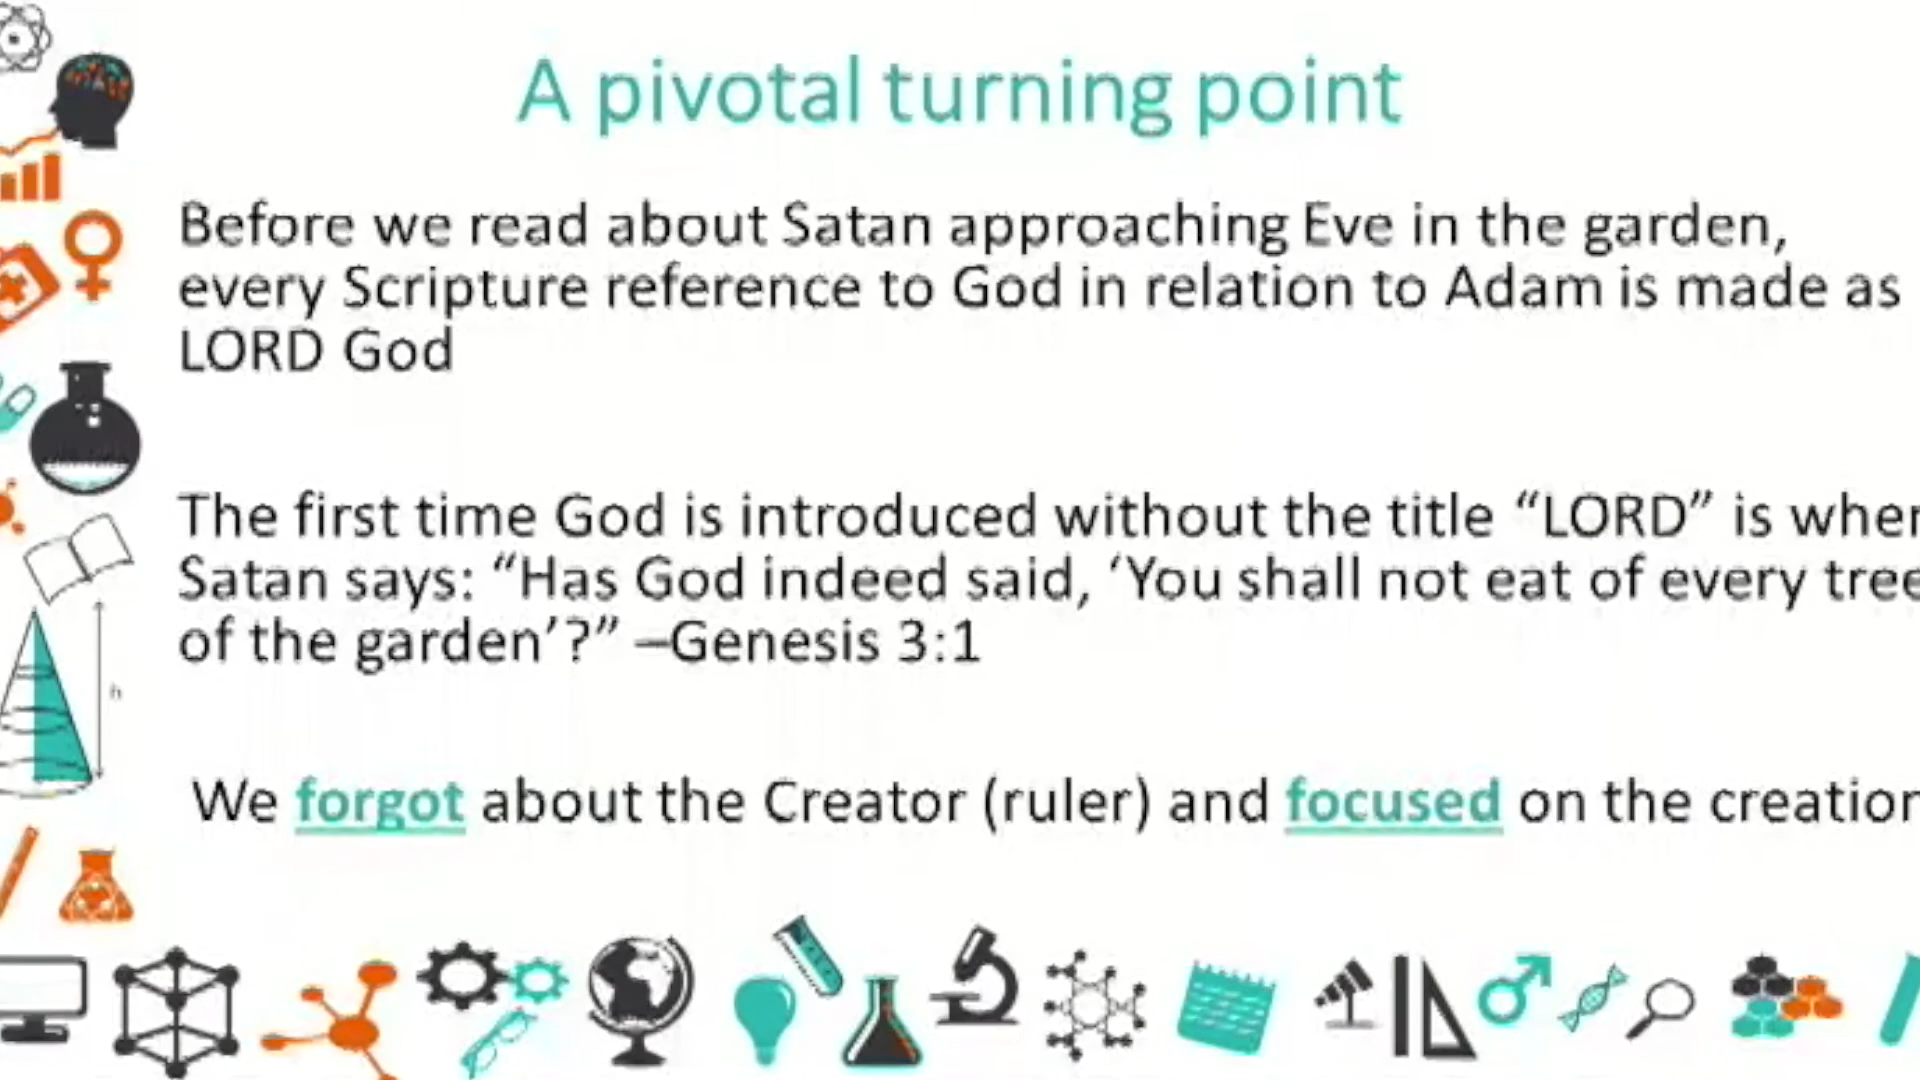 A pivotal turning point
Before we read about Satan approaching Eve in the garden,
every Scripture reference to God in relation to Adam is made as
LORD God
The first time God is introduced without the title “LORD” is when
Satan says: “Has God indeed said, ‘You shall not eat of every tree
of the garden’?” –Genesis 3:1
h
We forgot about the Creator (ruler) and focused on the creation